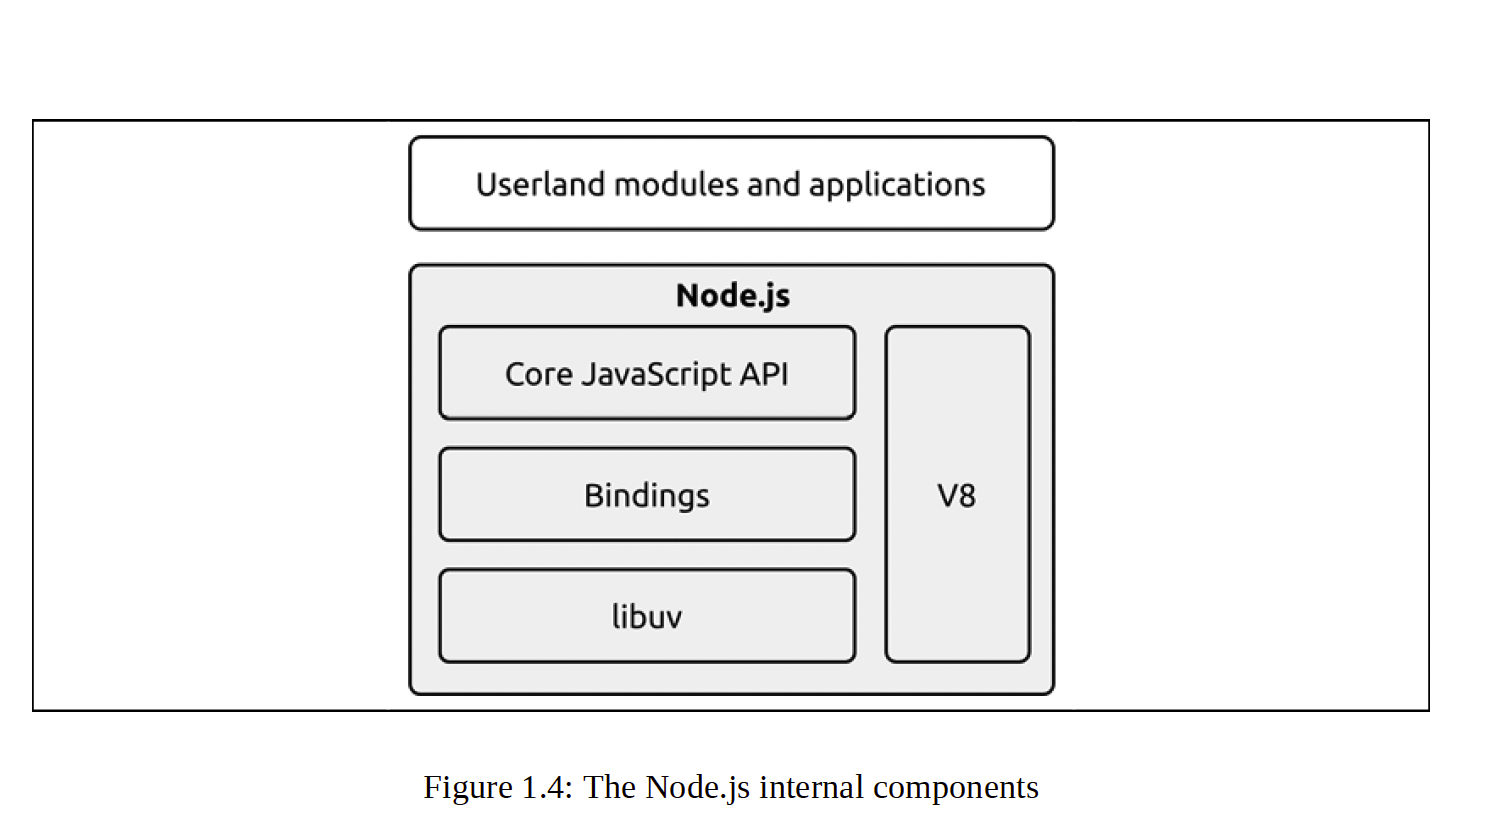 Userland modules and applications
Node.js
Core JavaScript API
Bindings
V8
libuv
Figure 1.4: The Node.js internal components